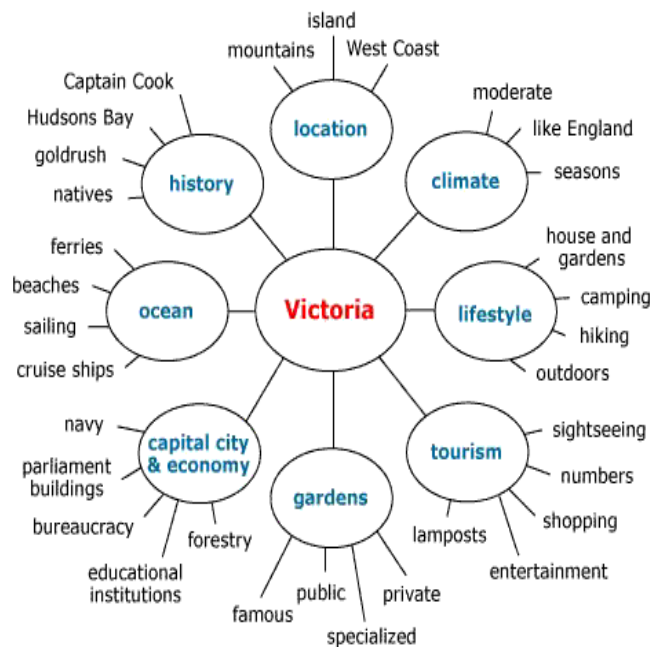 island
mountains
West Coast
location
Captain Cook
Hudsons Bay
goldrush
natives
history
moderate
like England
seasons
climate
ferries
beaches
sailing
cruise ships
ocean
Victoria
house and
gardens
camping
hiking
outdoors
lifestyle
navy
parliament
buildings
bureaucracy
educational
institutions
forestry
capital city
& economy
gardens
famous
public
specialized
private
tourism
sightseeing
numbers
shopping
entertainment
lamposts